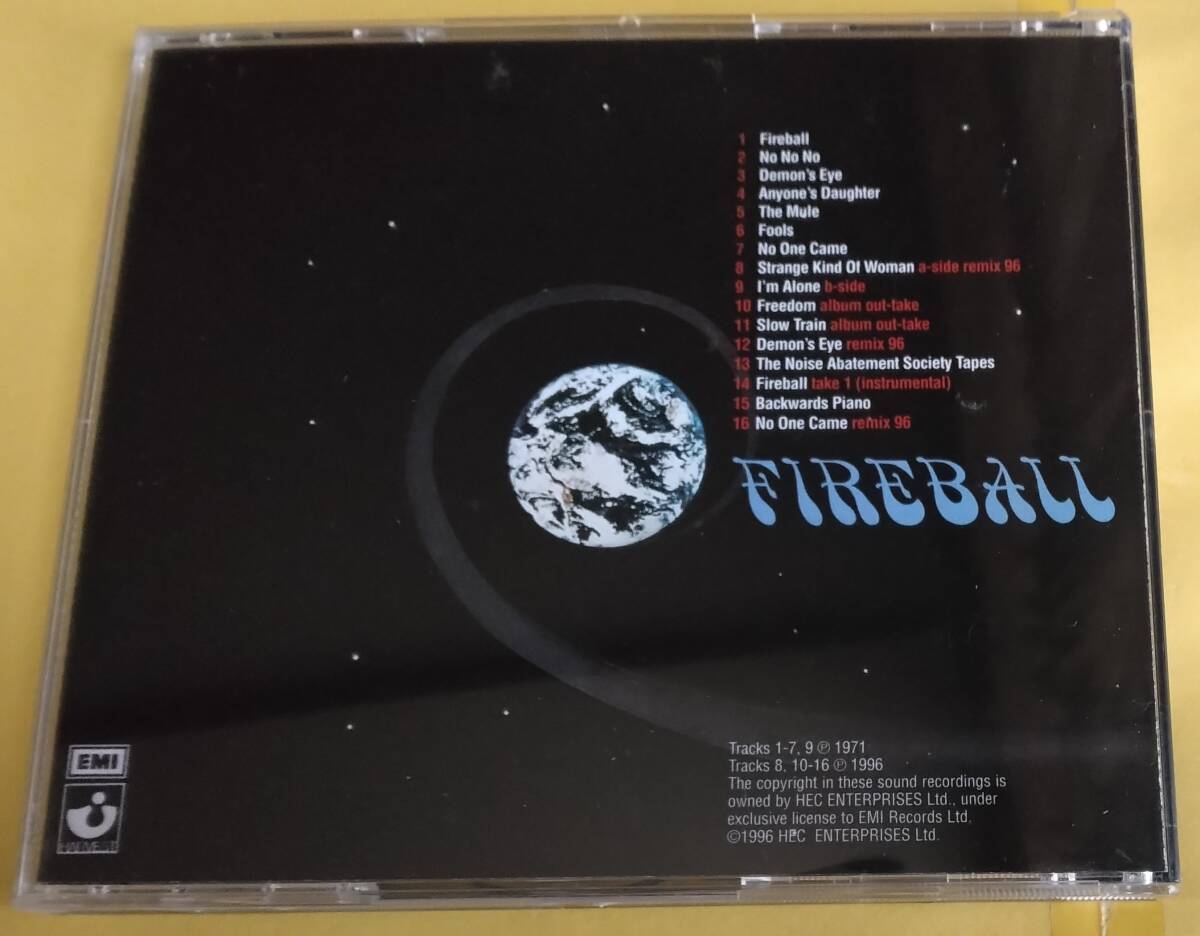 1 Fireball
2 No No No
3 Demon's Eye
4 Anyone's Daughter
5 The Mule
6 Fools
7 No One Came
8 Strange Kind Of Woman a-side remix 96
9 I'm Alone b-side
10 Freedom album out-take
11 Slow Train album out-take
12 Demon's Eye remix 96
13 The Noise Abatement Society Tapes
14 Fireball take 1 (instrumental)
15 Backwards Piano
16 No One Came remix 96
FIREBALL
Tracks 1-7, 9 ℗ 1971
Tracks 8, 10-16 ℗ 1996
The copyright in these sound recordings is
owned by HEC ENTERPRISES Ltd., under
exclusive license to EMI Records Ltd.
©1996 HEC ENTERPRISES Ltd.
EMI
HARVEST